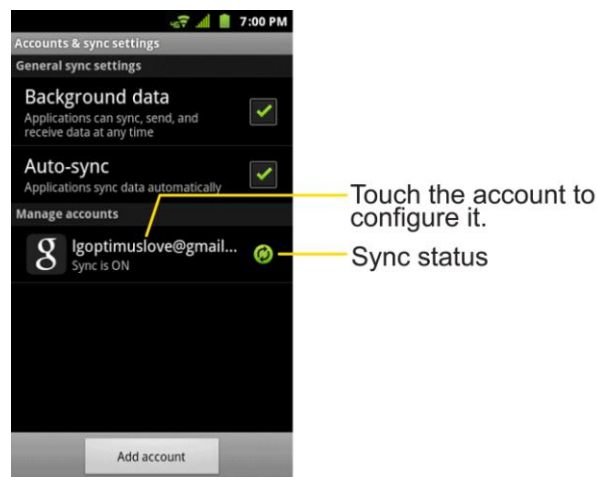 7:00 PM
Accounts & sync settings
General sync settings
Background data
Applications can sync, send, and
receive data at any time
Auto-sync
Applications sync data automatically
Manage accounts
g
lgoptimuslove@gmail...
Sync is ON
Add account
Touch the account to
configure it.
Sync status